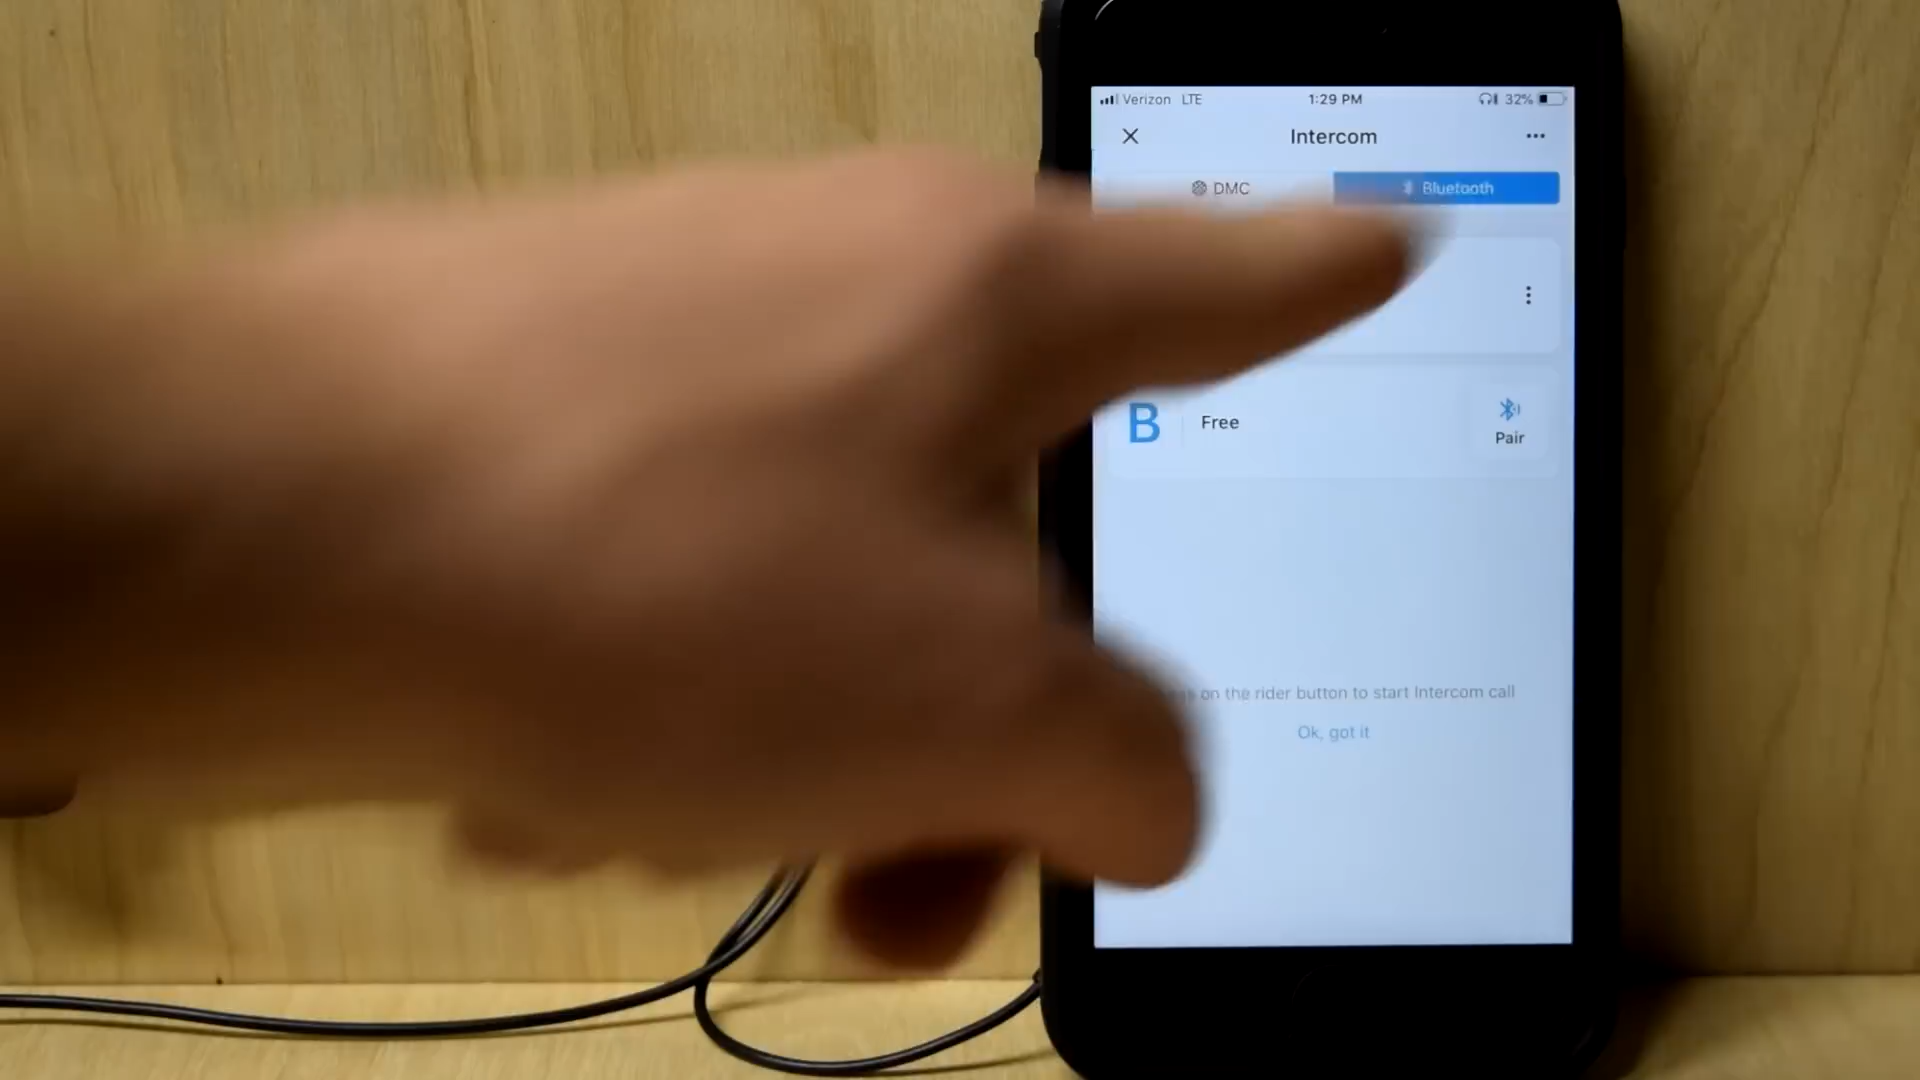 Verizon LTE 1:29 PM 32%
Intercom
DMC Bluetooth
B Free
Pair
on the rider button to start Intercom call
Ok, got it